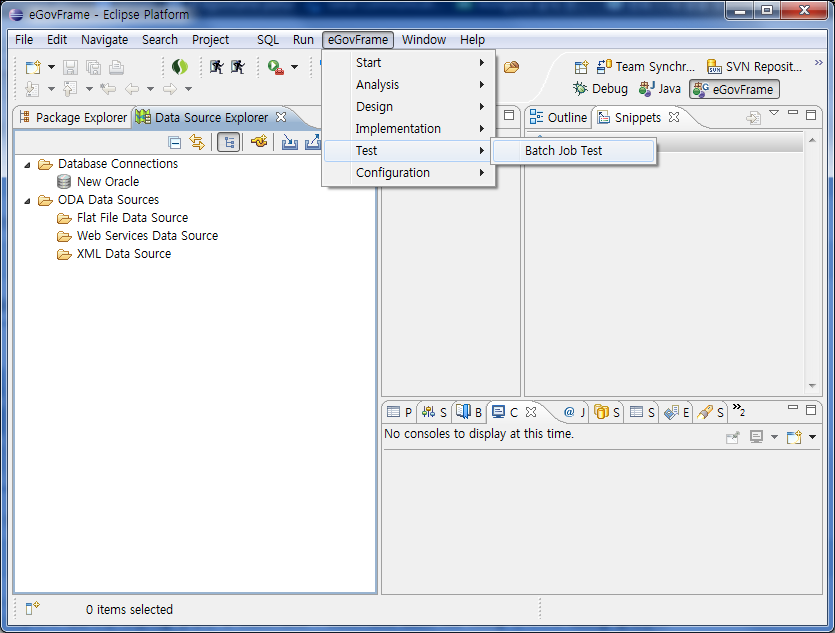 eGovFrame - Eclipse Platform
File Edit Navigate Search Project SQL Run eGovFrame Window Help
Start
Analysis
Design
Implementation
Test
Configuration
Batch Job Test
Team Synchr... SVN Reposit... »
Debug Java eGovFrame
Package Explorer Data Source Explorer
Database Connections
New Oracle
ODA Data Sources
Flat File Data Source
Web Services Data Source
XML Data Source
Outline Snippets
P S B C @ J S S E S »2
No consoles to display at this time.
0 items selected